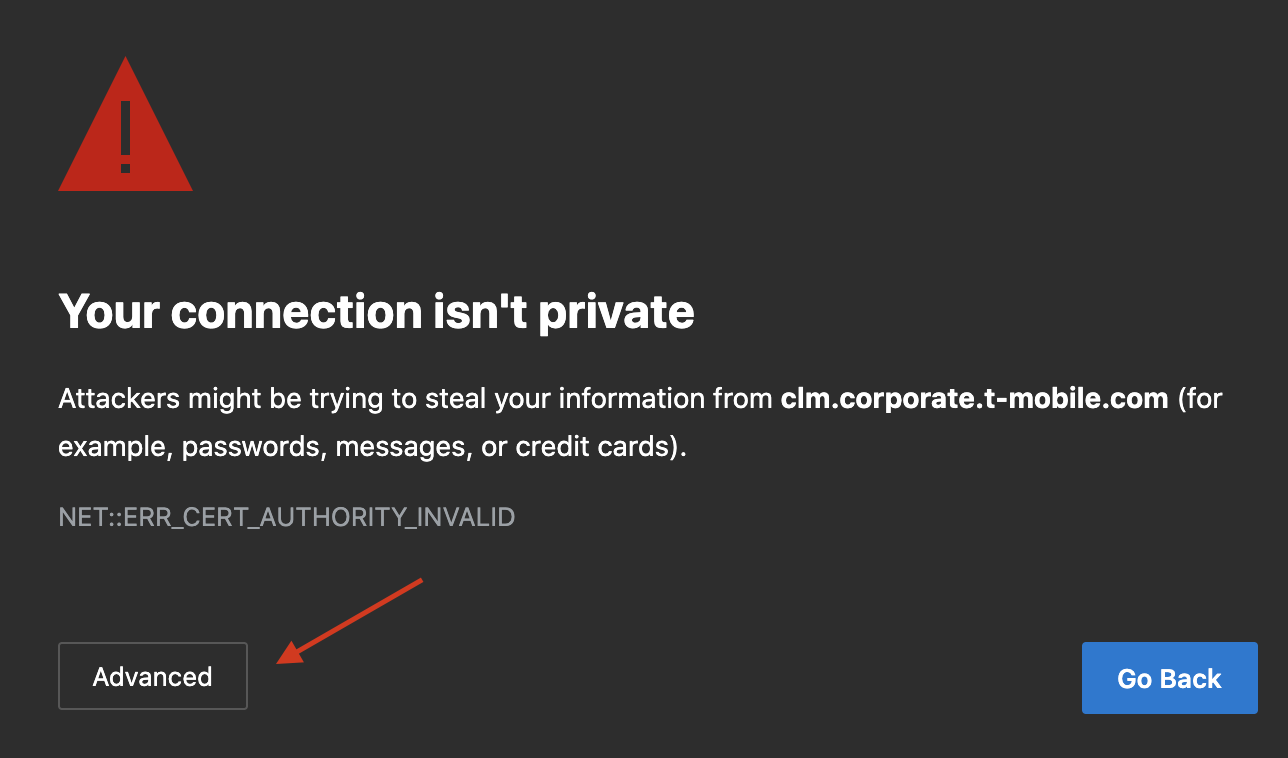 Your connection isn't private
Attackers might be trying to steal your information from clm.corporate.t-mobile.com (for
example, passwords, messages, or credit cards).
NET::ERR_CERT_AUTHORITY_INVALID
Advanced
Go Back